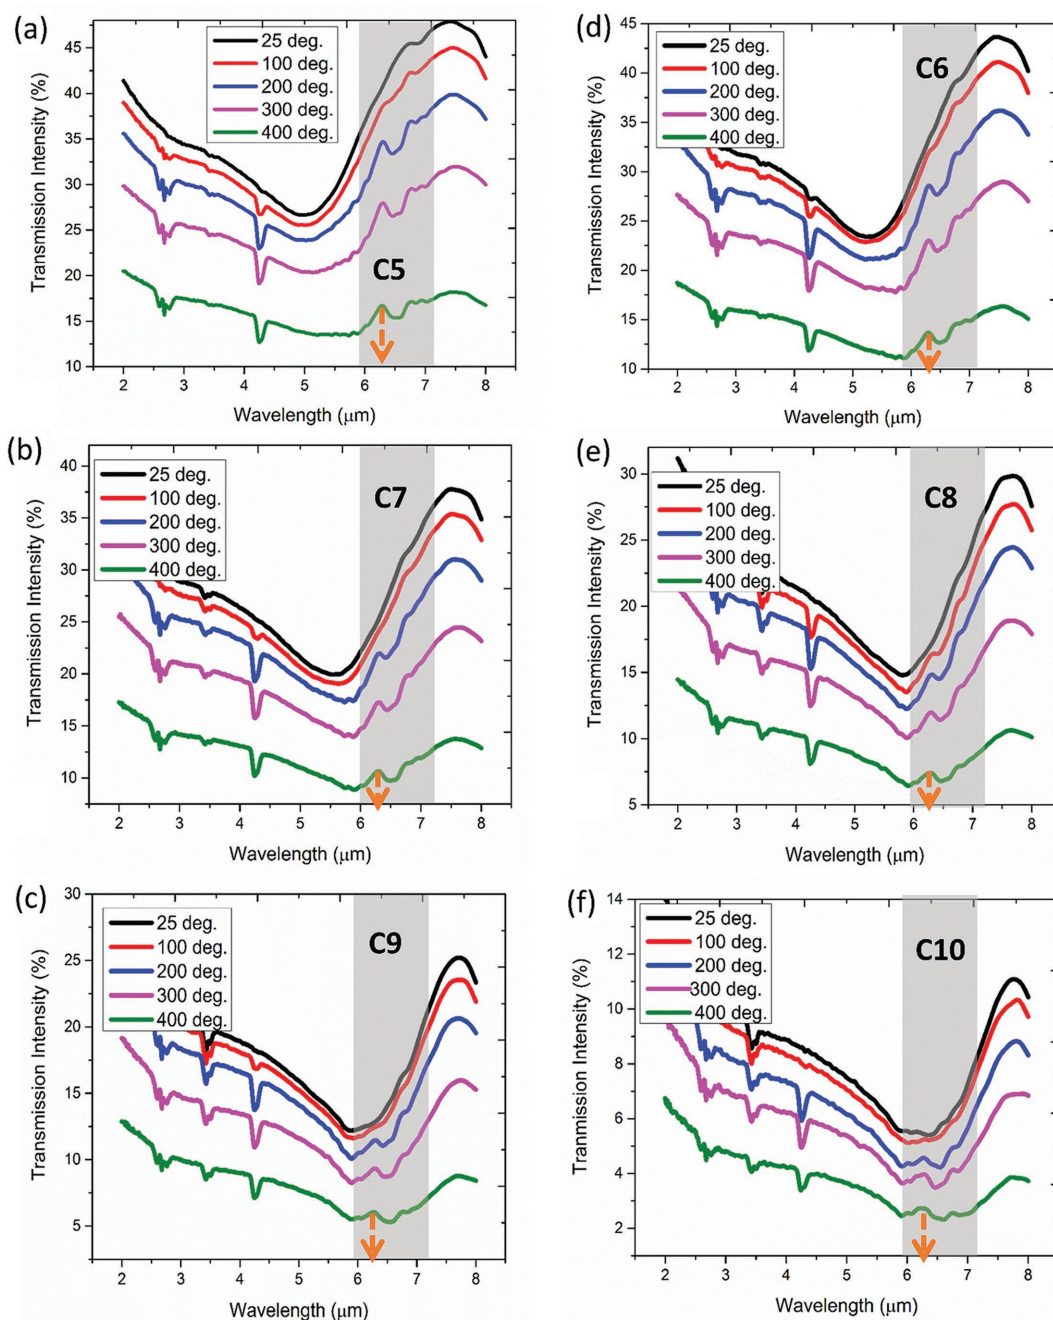 (a)
45
40
35
30
25
20
15
10
Transmission Intensity (%)
25 deg.
100 deg.
200 deg.
300 deg.
400 deg.
C5
2 3 4 5 6 7 8
Wavelength (μm)
(d)
45
40
35
30
25
20
15
10
Transmission Intensity (%)
25 deg.
100 deg.
200 deg.
300 deg.
400 deg.
C6
2 3 4 5 6 7 8
Wavelength (μm)
(b)
40
35
30
25
20
15
10
Transmission Intensity (%)
25 deg.
100 deg.
200 deg.
300 deg.
400 deg.
C7
2 3 4 5 6 7 8
Wavelength (μm)
(e)
30
25
20
15
10
5
Transmission Intensity (%)
25 deg.
100 deg.
200 deg.
300 deg.
400 deg.
C8
2 3 4 5 6 7 8
Wavelength (μm)
(c)
30
25
20
15
10
5
Transmission Intensity (%)
25 deg.
100 deg.
200 deg.
300 deg.
400 deg.
C9
2 3 4 5 6 7 8
Wavelength (μm)
(f)
14
12
10
8
6
4
2
Tranmission Intensity (%)
25 deg.
100 deg.
200 deg.
300 deg.
400 deg.
C10
2 3 4 5 6 7 8
Wavelength (μm)